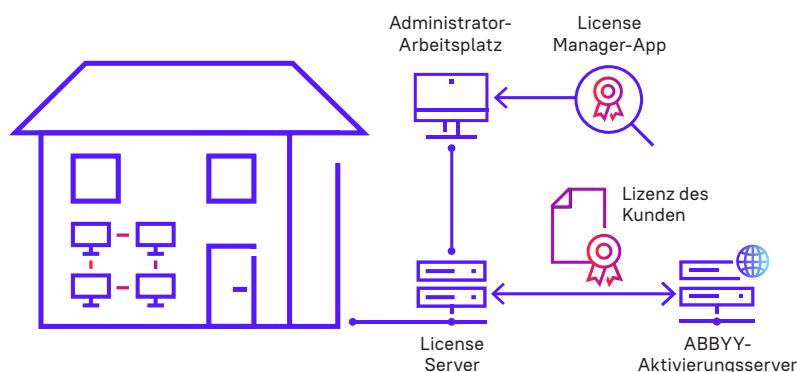 Administrator-
Arbeitsplatz
License
Manager-App
Lizenz des
Kunden
License
Server
ABBYY-
Aktivierungsserver